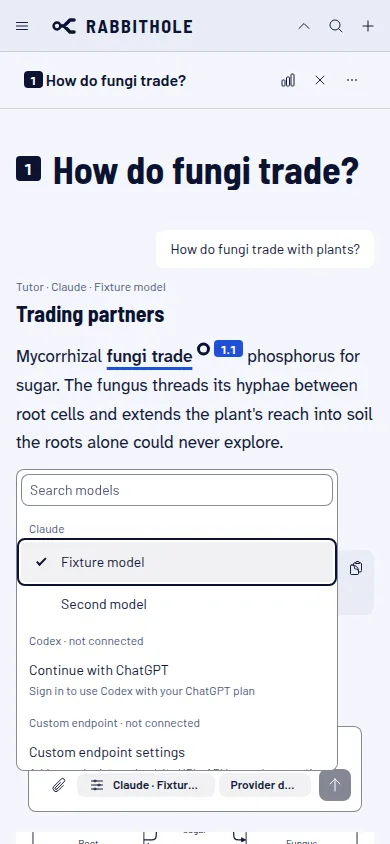 RABBITHOLE
1 How do fungi trade?
1 How do fungi trade?
How do fungi trade with plants?
Tutor · Claude · Fixture model
Trading partners
Mycorrhizal fungi trade 1.1 phosphorus for
sugar. The fungus threads its hyphae between
root cells and extends the plant's reach into soil
the roots alone could never explore.
Search models
Claude
Fixture model
Second model
Codex · not connected
Continue with ChatGPT
Sign in to use Codex with your ChatGPT plan
Custom endpoint · not connected
Custom endpoint settings
Claude · Fixtur...
Provider d...
Root
Fungus